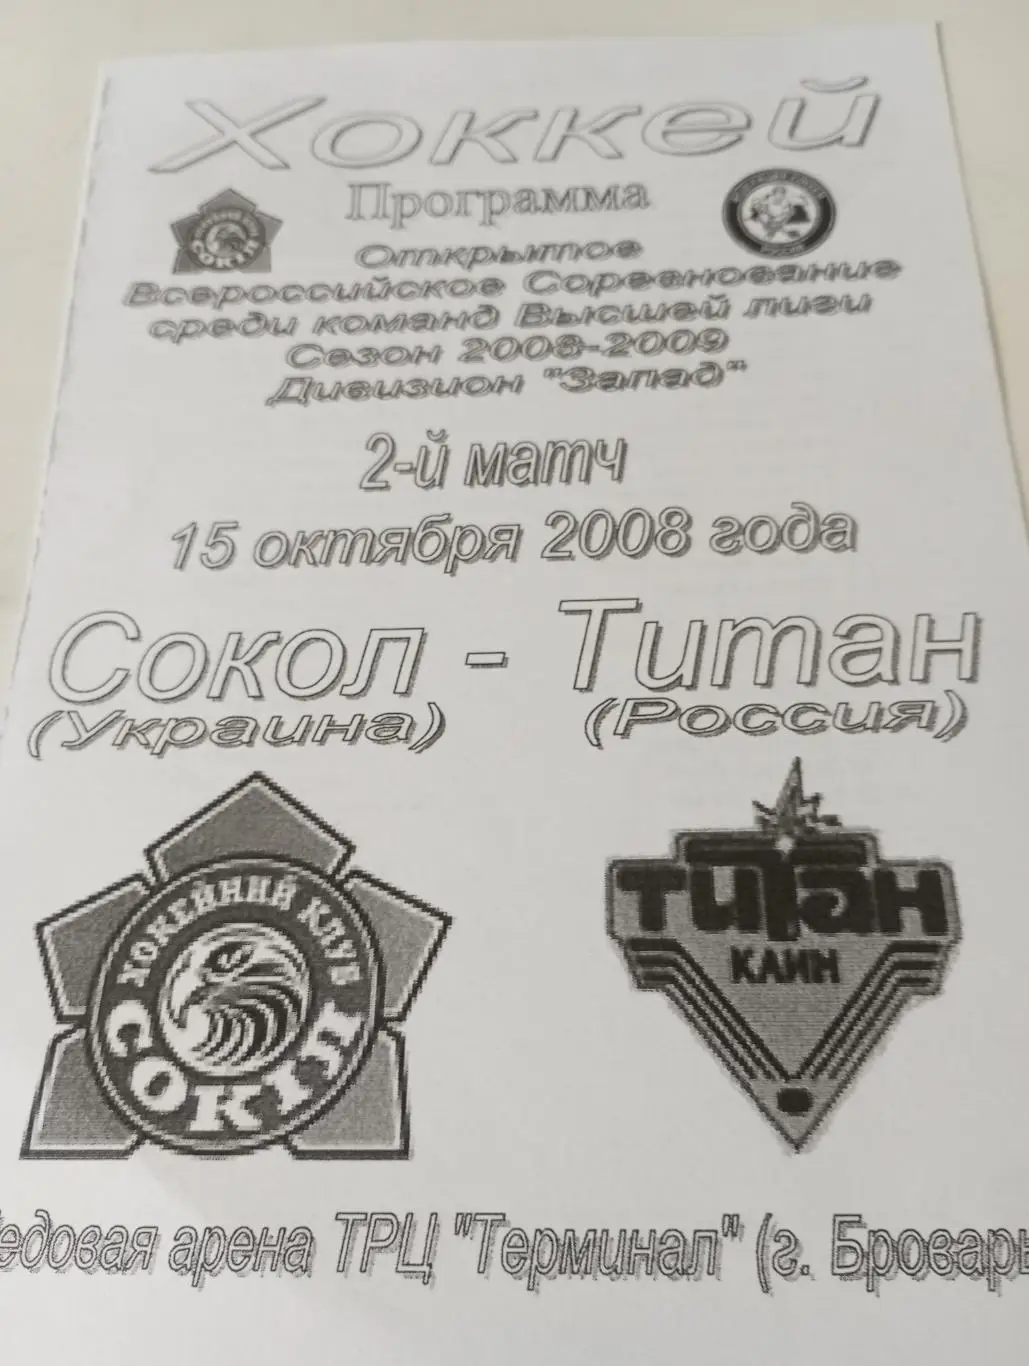 Хоккей
Программа
СОКІЛ
Открытое
Всероссийское Соревнование
среди команд Высшей лиги
Сезон 2008-2009
Дивизион "Запад"
2-й матч
15 октября 2008 года
Сокол - Титан
(Украина) (Россия)
ХОКЕЙНИЙ КЛУБ
СОКІЛ
ТИТАН
КЛИН
едовая арена ТРЦ "Терминал" (г. Бровар